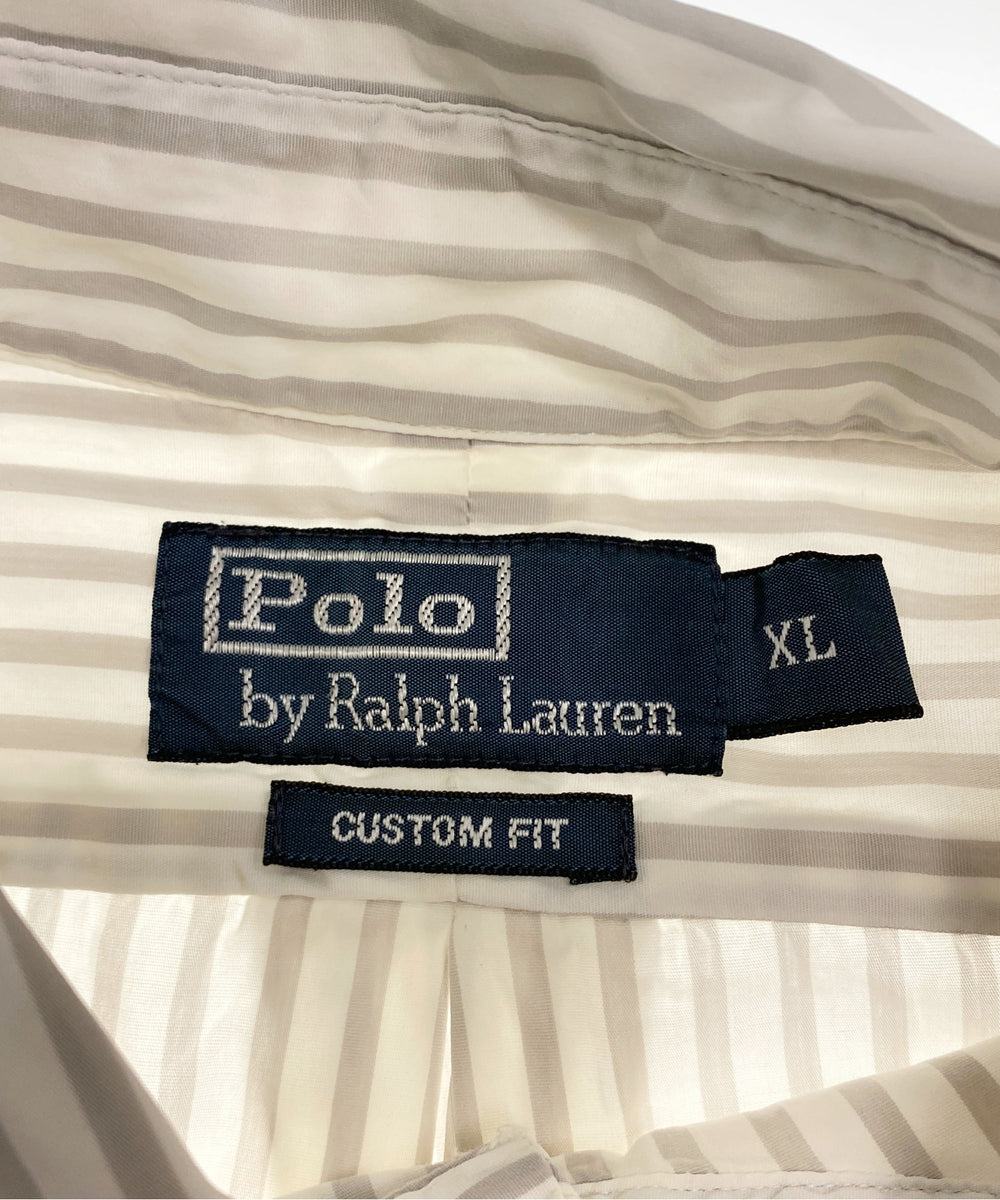 Polo
by Ralph Lauren
XL
CUSTOM FIT